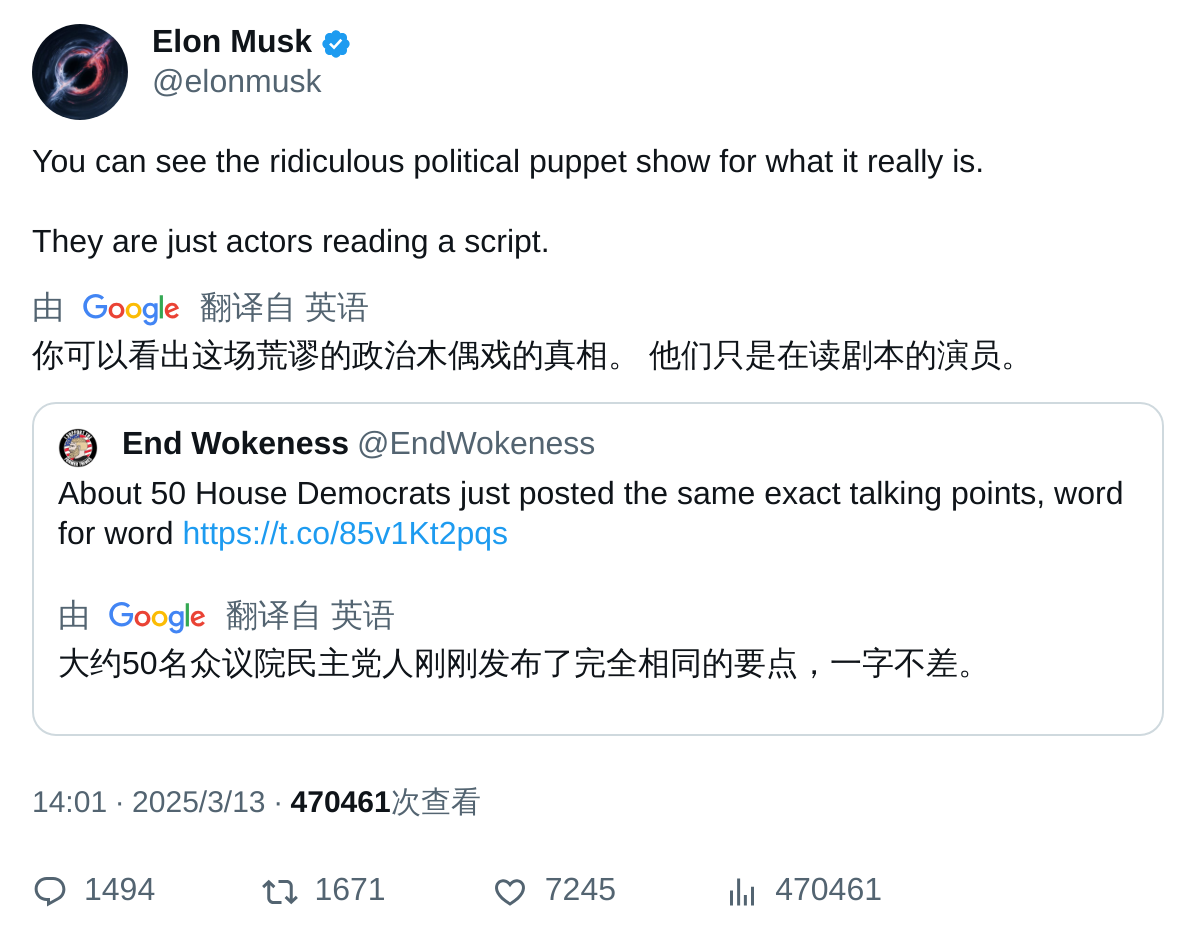 Elon Musk
@elonmusk
You can see the ridiculous political puppet show for what it really is.
They are just actors reading a script.
由 Google 翻译自 英语
你可以看出这场荒谬的政治木偶戏的真相。 他们只是在读剧本的演员。
End Wokeness @EndWokeness
About 50 House Democrats just posted the same exact talking points, word
for word https://t.co/85v1Kt2pqs
由 Google 翻译自 英语
大约50名众议院民主党人刚刚发布了完全相同的要点，一字不差。
14:01 · 2025/3/13 · 470461次查看
1494 1671 7245 470461